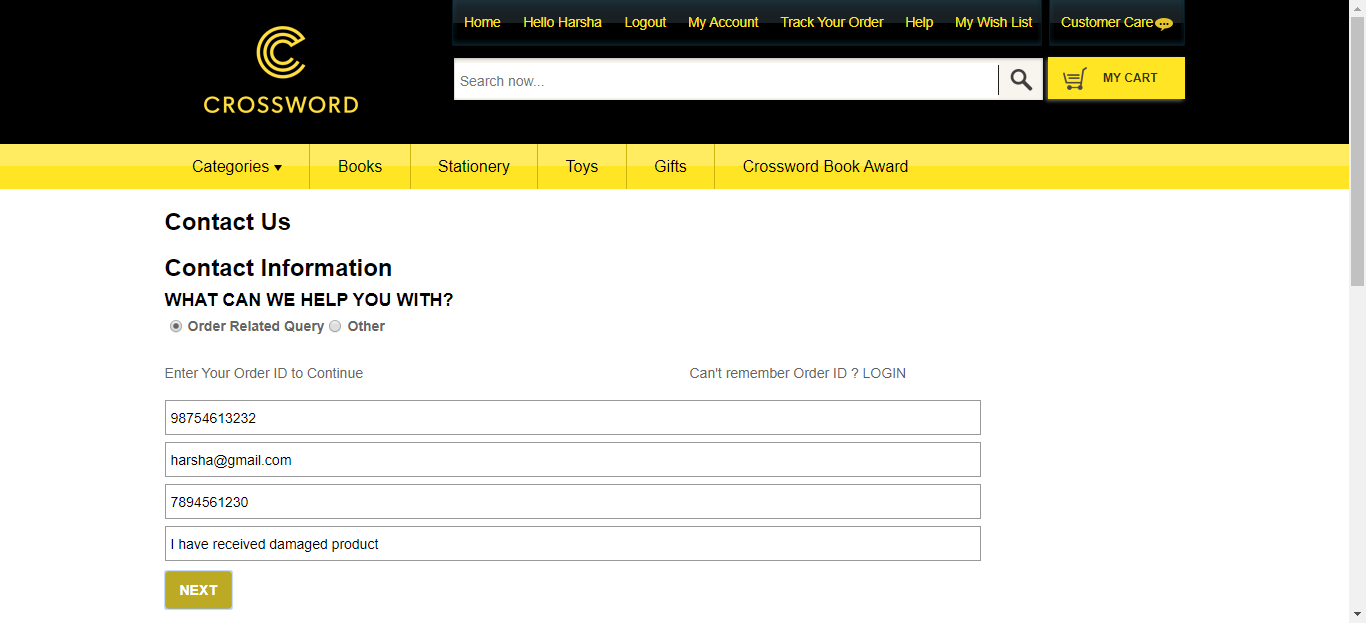 Home Hello Harsha Logout My Account Track Your Order Help My Wish List Customer Care
CROSSWORD
Search now...
MY CART
Categories Books Stationery Toys Gifts Crossword Book Award
Contact Us
Contact Information
WHAT CAN WE HELP YOU WITH?
Order Related Query Other
Enter Your Order ID to Continue Can't remember Order ID ? LOGIN
98754613232
harsha@gmail.com
7894561230
I have received damaged product
NEXT